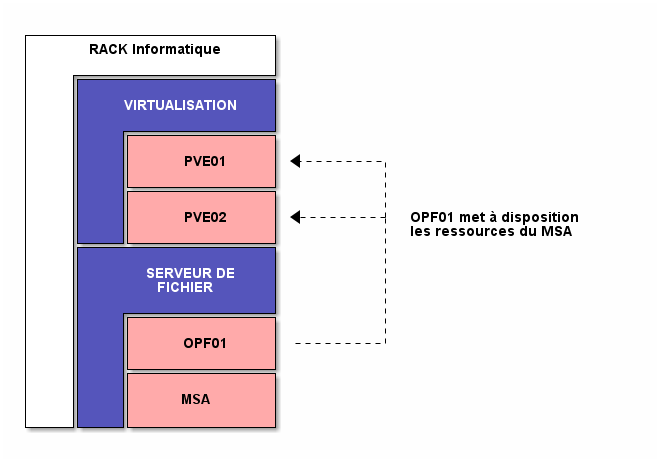 RACK Informatique
VIRTUALISATION
PVE01
PVE02
OPF01 met à disposition
les ressources du MSA
SERVEUR DE
FICHIER
OPF01
MSA